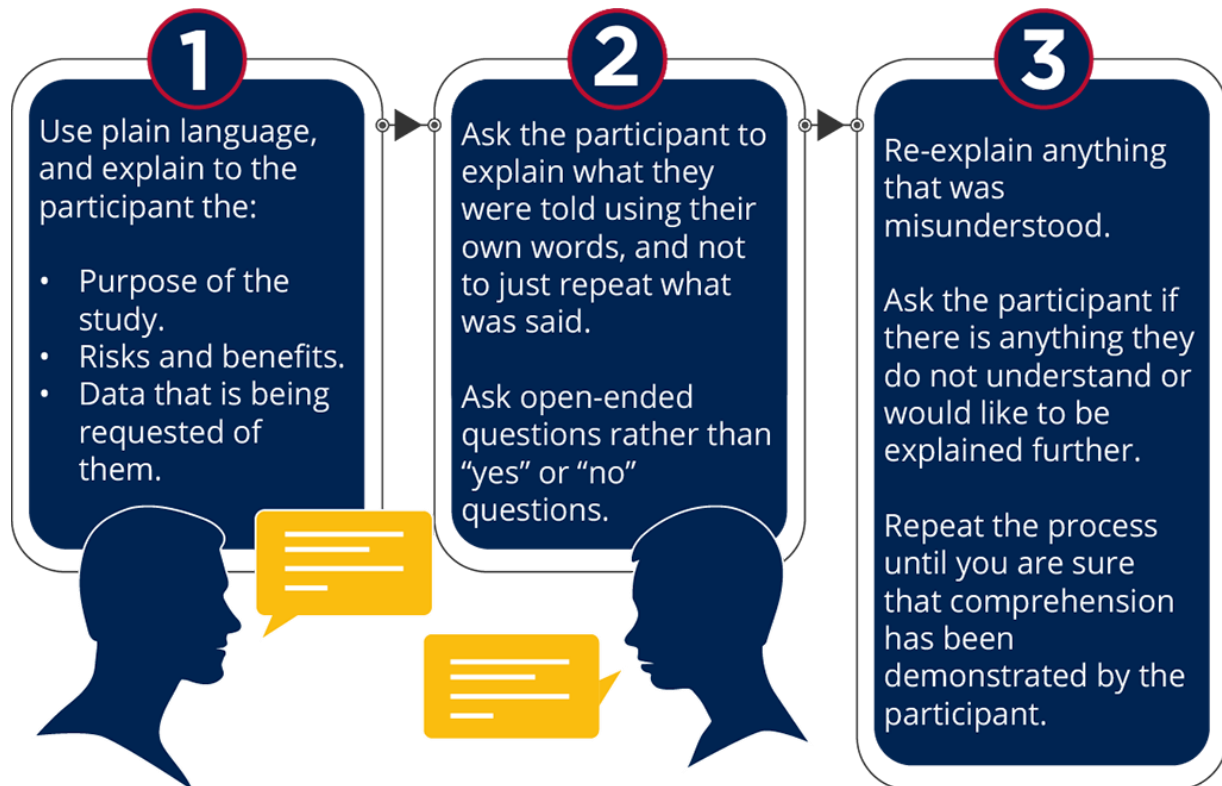 1
Use plain language,
and explain to the
participant the:
• Purpose of the
study.
• Risks and benefits.
• Data that is being
requested of
them.
2
Ask the participant to
explain what they
were told using their
own words, and not
to just repeat what
was said.
Ask open-ended
questions rather than
“yes” or “no”
questions.
3
Re-explain anything
that was
misunderstood.
Ask the participant if
there is anything they
do not understand or
would like to be
explained further.
Repeat the process
until you are sure
that comprehension
has been
demonstrated by the
participant.